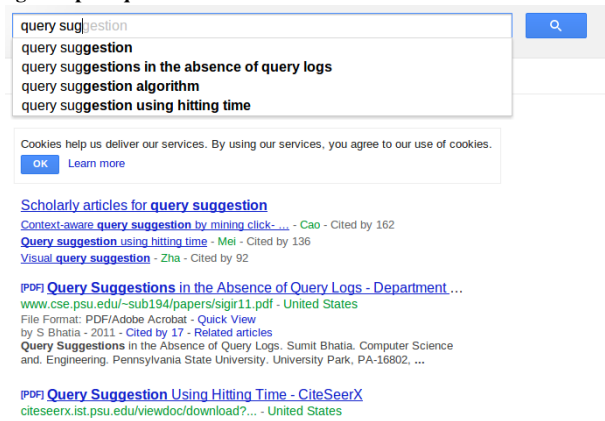 query suggestion
query suggestion
query suggestions in the absence of query logs
query suggestion algorithm
query suggestion using hitting time
Cookies help us deliver our services. By using our services, you agree to our use of cookies.
OK Learn more
Scholarly articles for query suggestion
Context-aware query suggestion by mining click- ... - Cao - Cited by 162
Query suggestion using hitting time - Mei - Cited by 136
Visual query suggestion - Zha - Cited by 92
[PDF] Query Suggestions in the Absence of Query Logs - Department ...
www.cse.psu.edu/~sub194/papers/sigir11.pdf - United States
File Format: PDF/Adobe Acrobat - Quick View
by S Bhatia - 2011 - Cited by 17 - Related articles
Query Suggestions in the Absence of Query Logs. Sumit Bhatia. Computer Science
and. Engineering. Pennsylvania State University. University Park, PA-16802, ...
[PDF] Query Suggestion Using Hitting Time - CiteSeerX
citeseerx.ist.psu.edu/viewdoc/download?... - United States